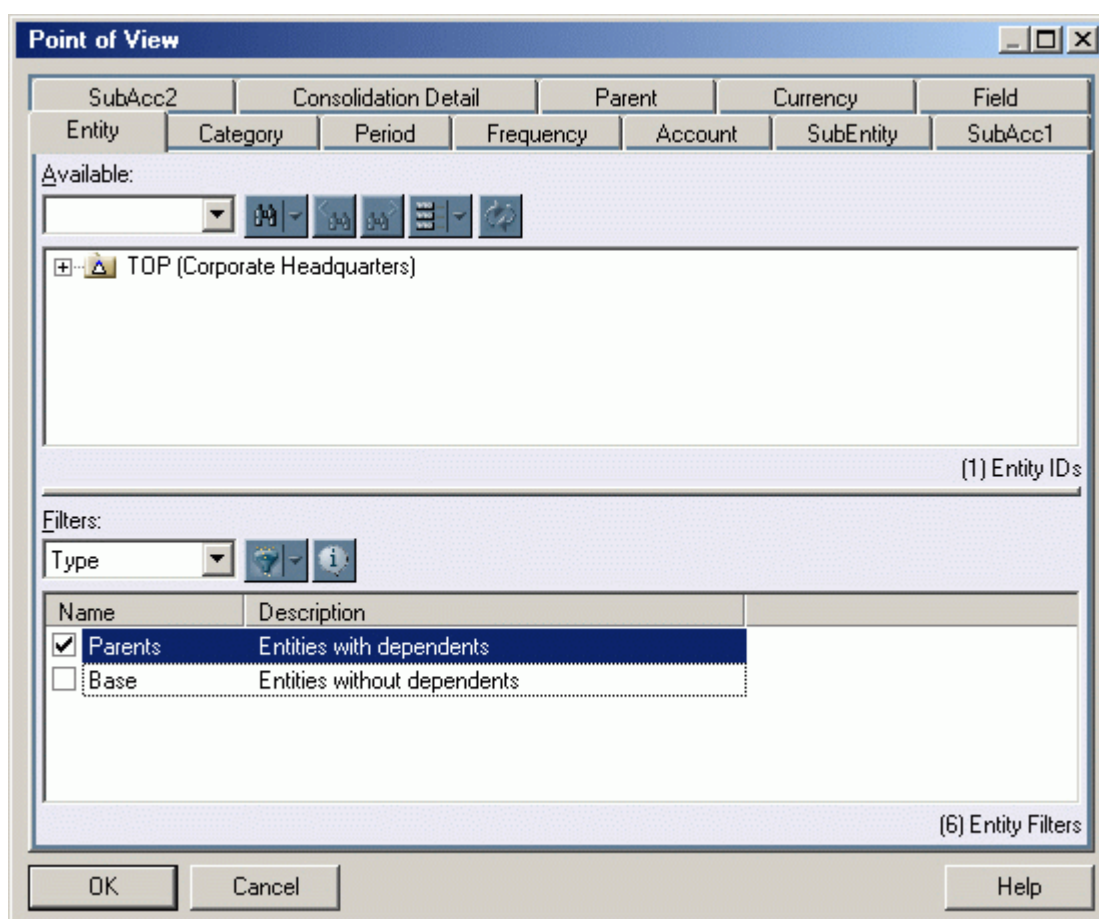 Point of View
SubAcc2 Consolidation Detail Parent Currency Field
Entity Category Period Frequency Account SubEntity SubAcc1
Available:
TOP (Corporate Headquarters)
(1) Entity IDs
Filters:
Type
Name Description
Parents Entities with dependents
Base Entities without dependents
(6) Entity Filters
OK Cancel Help